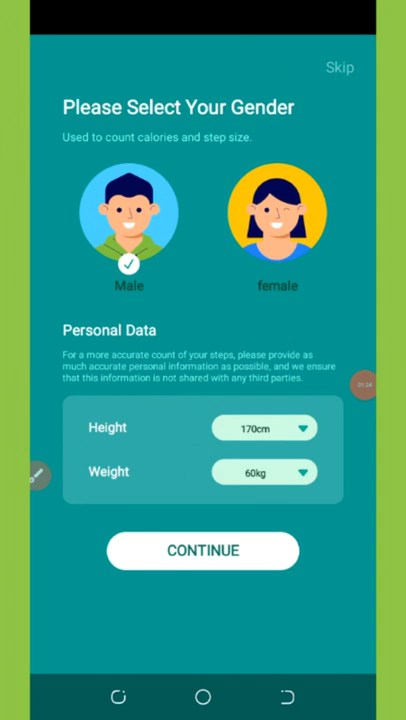 Skip
Please Select Your Gender
Used to count calories and step size.
Male
female
Personal Data
For a more accurate count of your steps, please provide as
much accurate personal information as possible, and we ensure
that this information is not shared with any third parties.
Height
170cm
Weight
60kg
CONTINUE
01:24